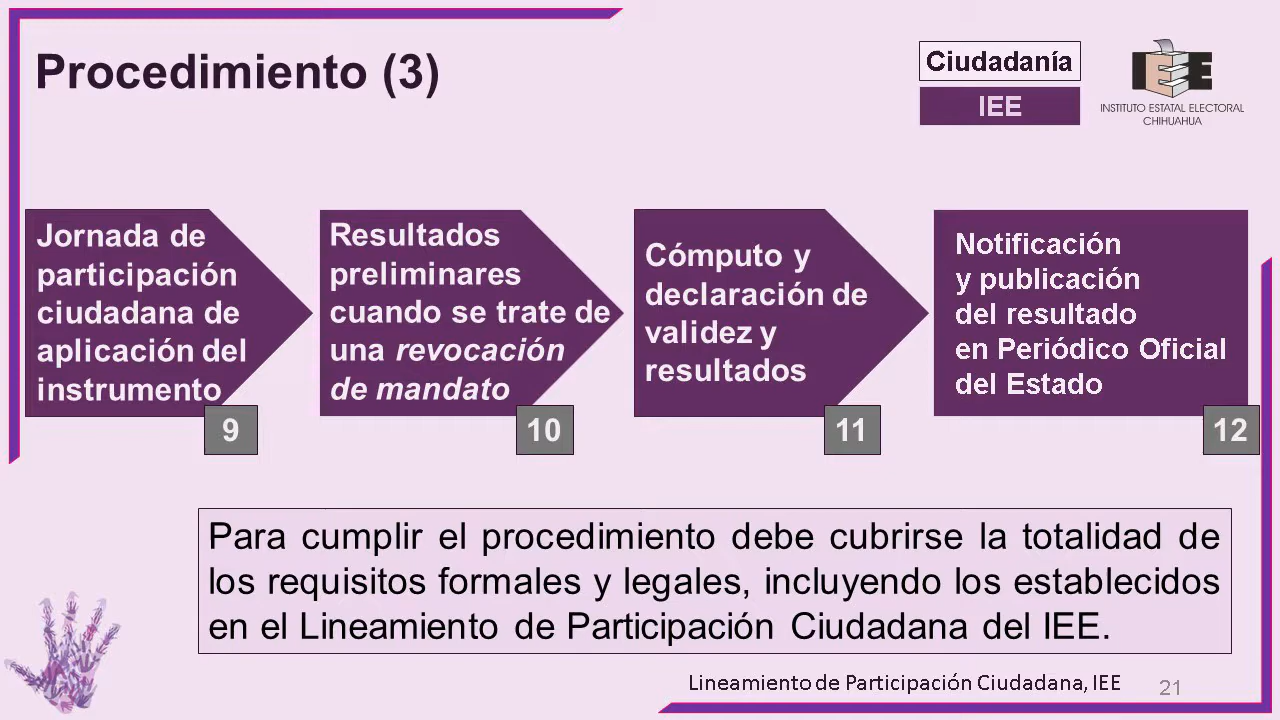 Procedimiento (3)
Ciudadanía
IEE
IEE
INSTITUTO ESTATAL ELECTORAL
CHIHUAHUA
Jornada de
participación
ciudadana de
aplicación del
instrumento
9
Resultados
preliminares
cuando se trate de
una revocación
de mandato
10
Cómputo y
declaración de
validez y
resultados
11
Notificación
y publicación
del resultado
en Periódico Oficial
del Estado
12
Para cumplir el procedimiento debe cubrirse la totalidad de
los requisitos formales y legales, incluyendo los establecidos
en el Lineamiento de Participación Ciudadana del IEE.
Lineamiento de Participación Ciudadana, IEE
21